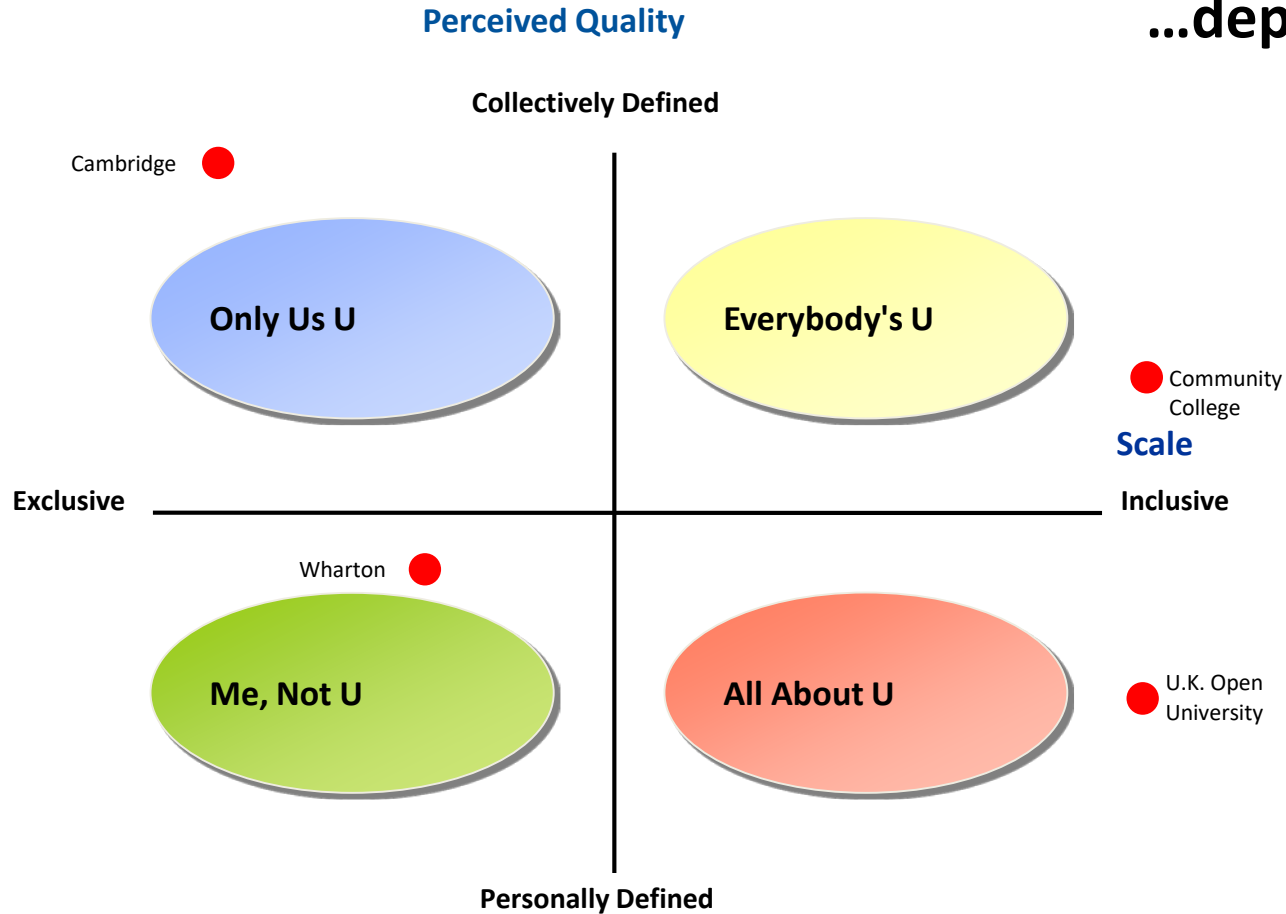 Perceived Quality
...dep
Collectively Defined
Cambridge
Only Us U
Everybody's U
Community
College
Scale
Exclusive
Inclusive
Wharton
Me, Not U
All About U
U.K. Open
University
Personally Defined